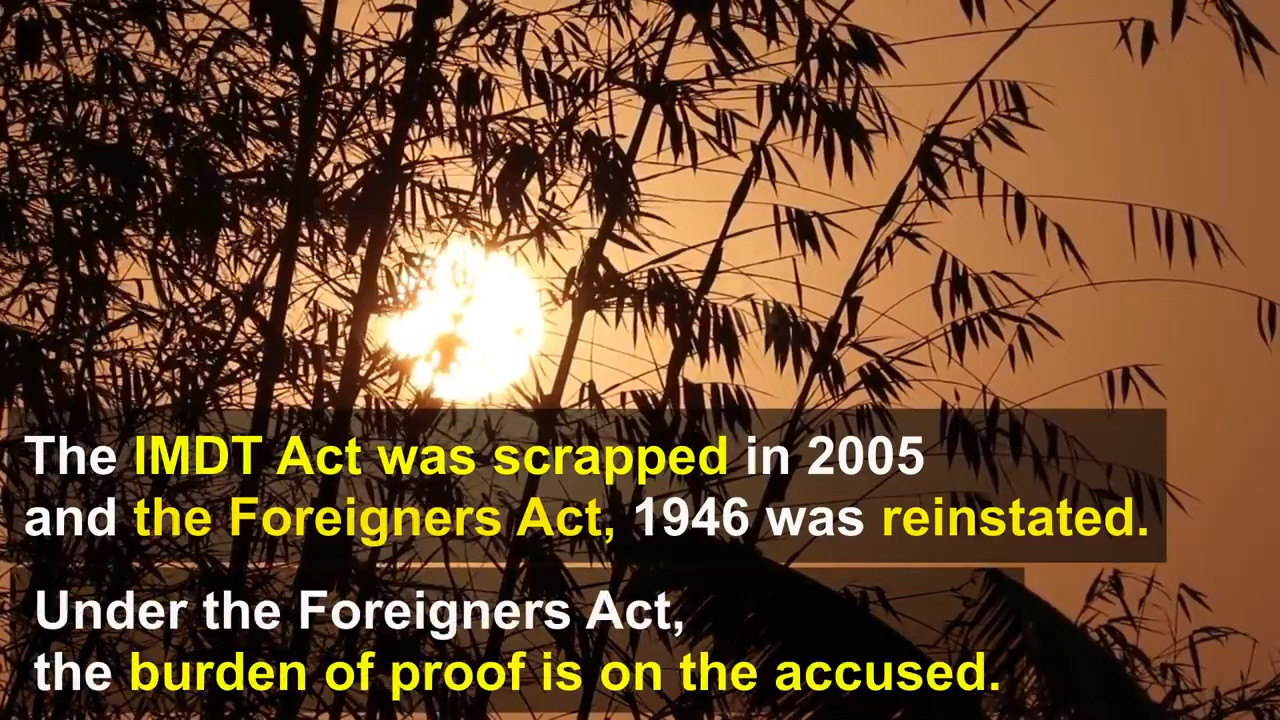 The IMDT Act was scrapped in 2005
and the Foreigners Act, 1946 was reinstated.
Under the Foreigners Act,
the burden of proof is on the accused.